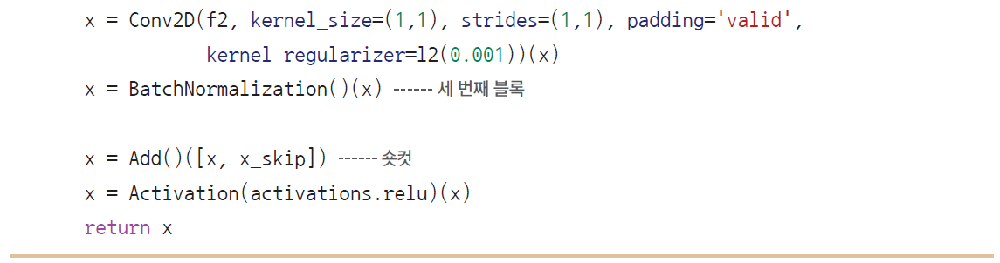 x = Conv2D(f2, kernel_size=(1,1), strides=(1,1), padding='valid',
kernel_regularizer=l2(0.001))(x)
x = BatchNormalization()(x) ------ 세 번째 블록
x = Add()([x, x_skip]) ------ 숏컷
x = Activation(activations.relu)(x)
return x